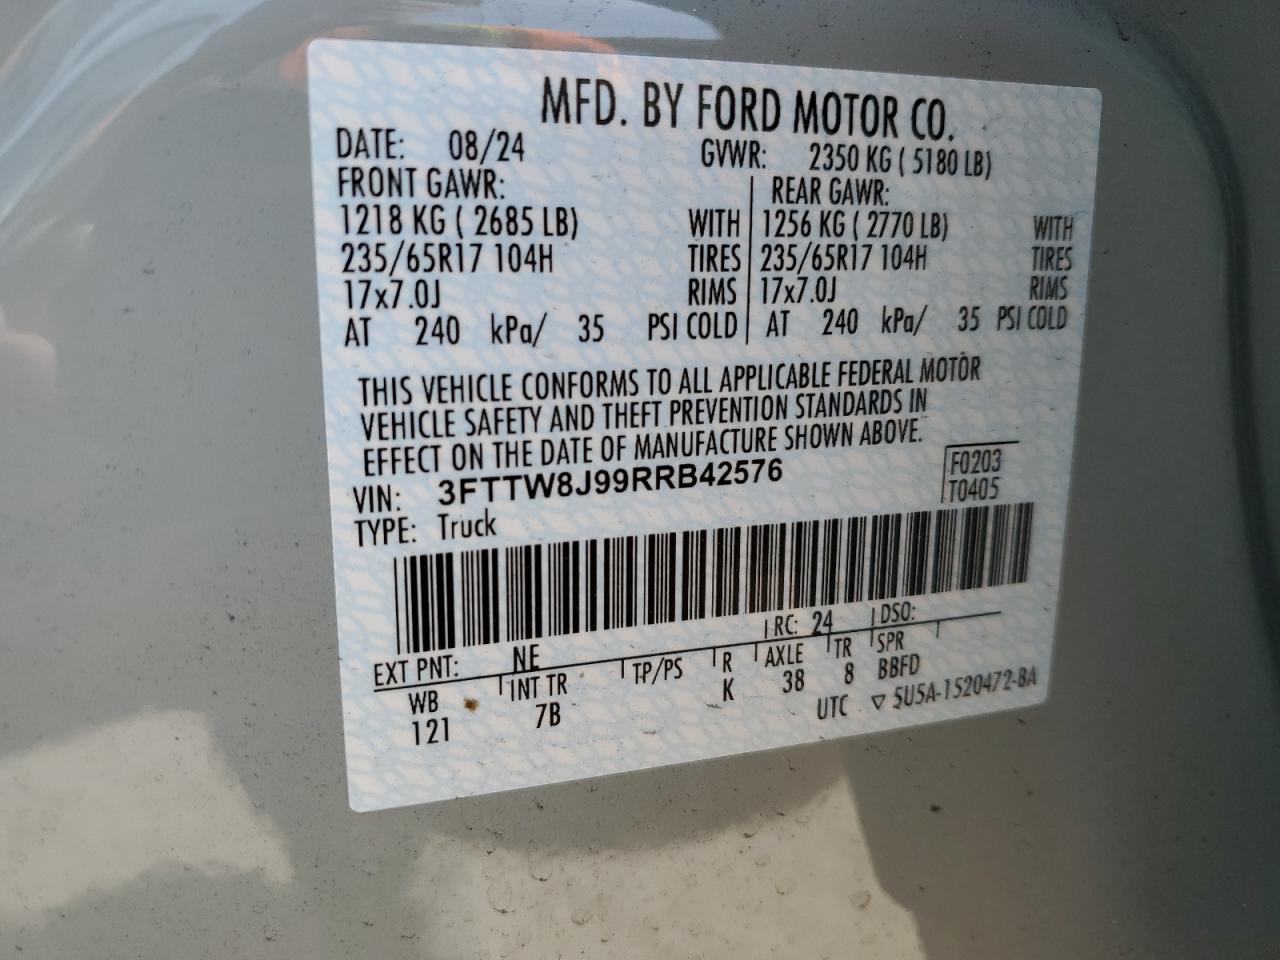 MFD. BY FORD MOTOR CO.
DATE: 08/24 GVWR: 2350 KG ( 5180 LB)
FRONT GAWR: REAR GAWR:
1218 KG ( 2685 LB) WITH 1256 KG ( 2770 LB) WITH
235/65R17 104H TIRES 235/65R17 104H TIRES
17x7.0J RIMS 17x7.0J RIMS
AT 240 kPa/ 35 PSI COLD AT 240 kPa/ 35 PSI COLD
THIS VEHICLE CONFORMS TO ALL APPLICABLE FEDERAL MOTOR
VEHICLE SAFETY AND THEFT PREVENTION STANDARDS IN
EFFECT ON THE DATE OF MANUFACTURE SHOWN ABOVE.
VIN: 3FTTW8J99RRB42576 F0203
TYPE: Truck T0405
EXT PNT: NE RC: 24 DSO:
WB INT TR TP/PS R AXLE TR SPR
121 7B K 38 8 BBFD
UTC ▽ 5U5A-1520472-BA